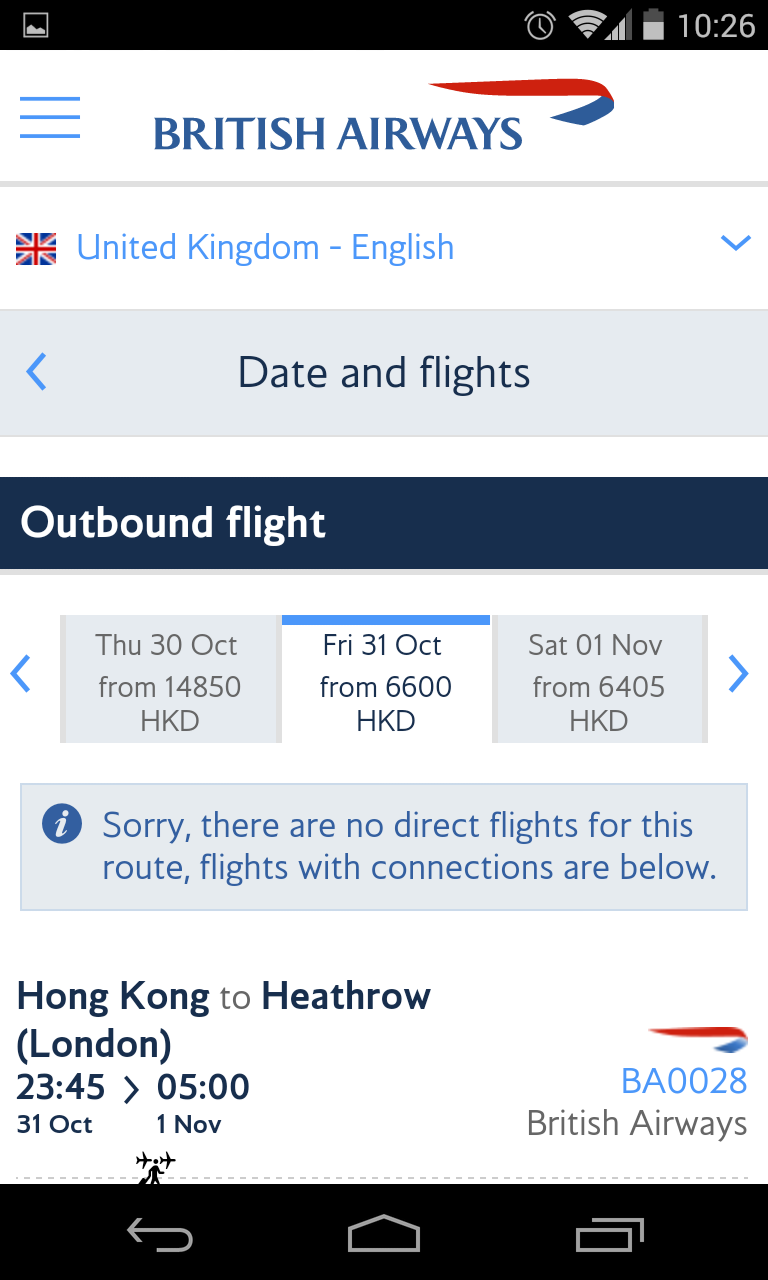 10:26
BRITISH AIRWAYS
United Kingdom - English
Date and flights
Outbound flight
Thu 30 Oct
from 14850
HKD
Fri 31 Oct
from 6600
HKD
Sat 01 Nov
from 6405
HKD
i Sorry, there are no direct flights for this
route, flights with connections are below.
Hong Kong to Heathrow
(London)
23:45 > 05:00
31 Oct 1 Nov
BA0028
British Airways